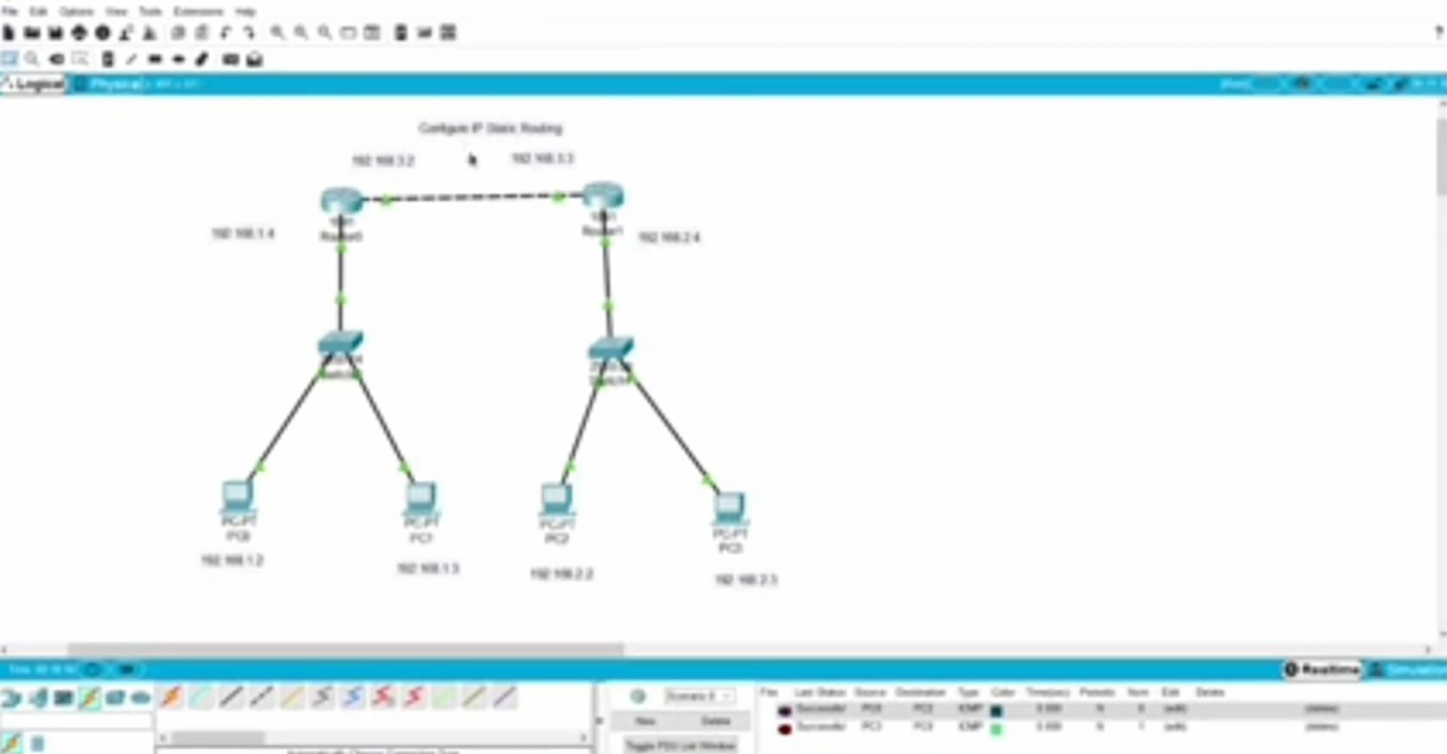 File Edit Options View Tools Extensions Help
Logical Physical
Configure IP Static Routing
192.168.3.2 192.168.3.3
192.168.1.4 Router0 Router1 192.168.2.4
PC-PT PC-PT PC-PT PC-PT
PC0 PC1 PC2 PC3
192.168.1.2 192.168.1.3 192.168.2.2 192.168.2.3
Realtime Simulation
Scenario 0
Fire Last Status Source Destination Type Color Time(sec) Periodic Num Edit Delete
New Delete
Successful PC0 ICMP 0.000 N 0 (edit) (delete)
Successful ICMP 0.000 N 1 (edit) (delete)
Toggle PDU List Window
Automatically Choose Connection Type